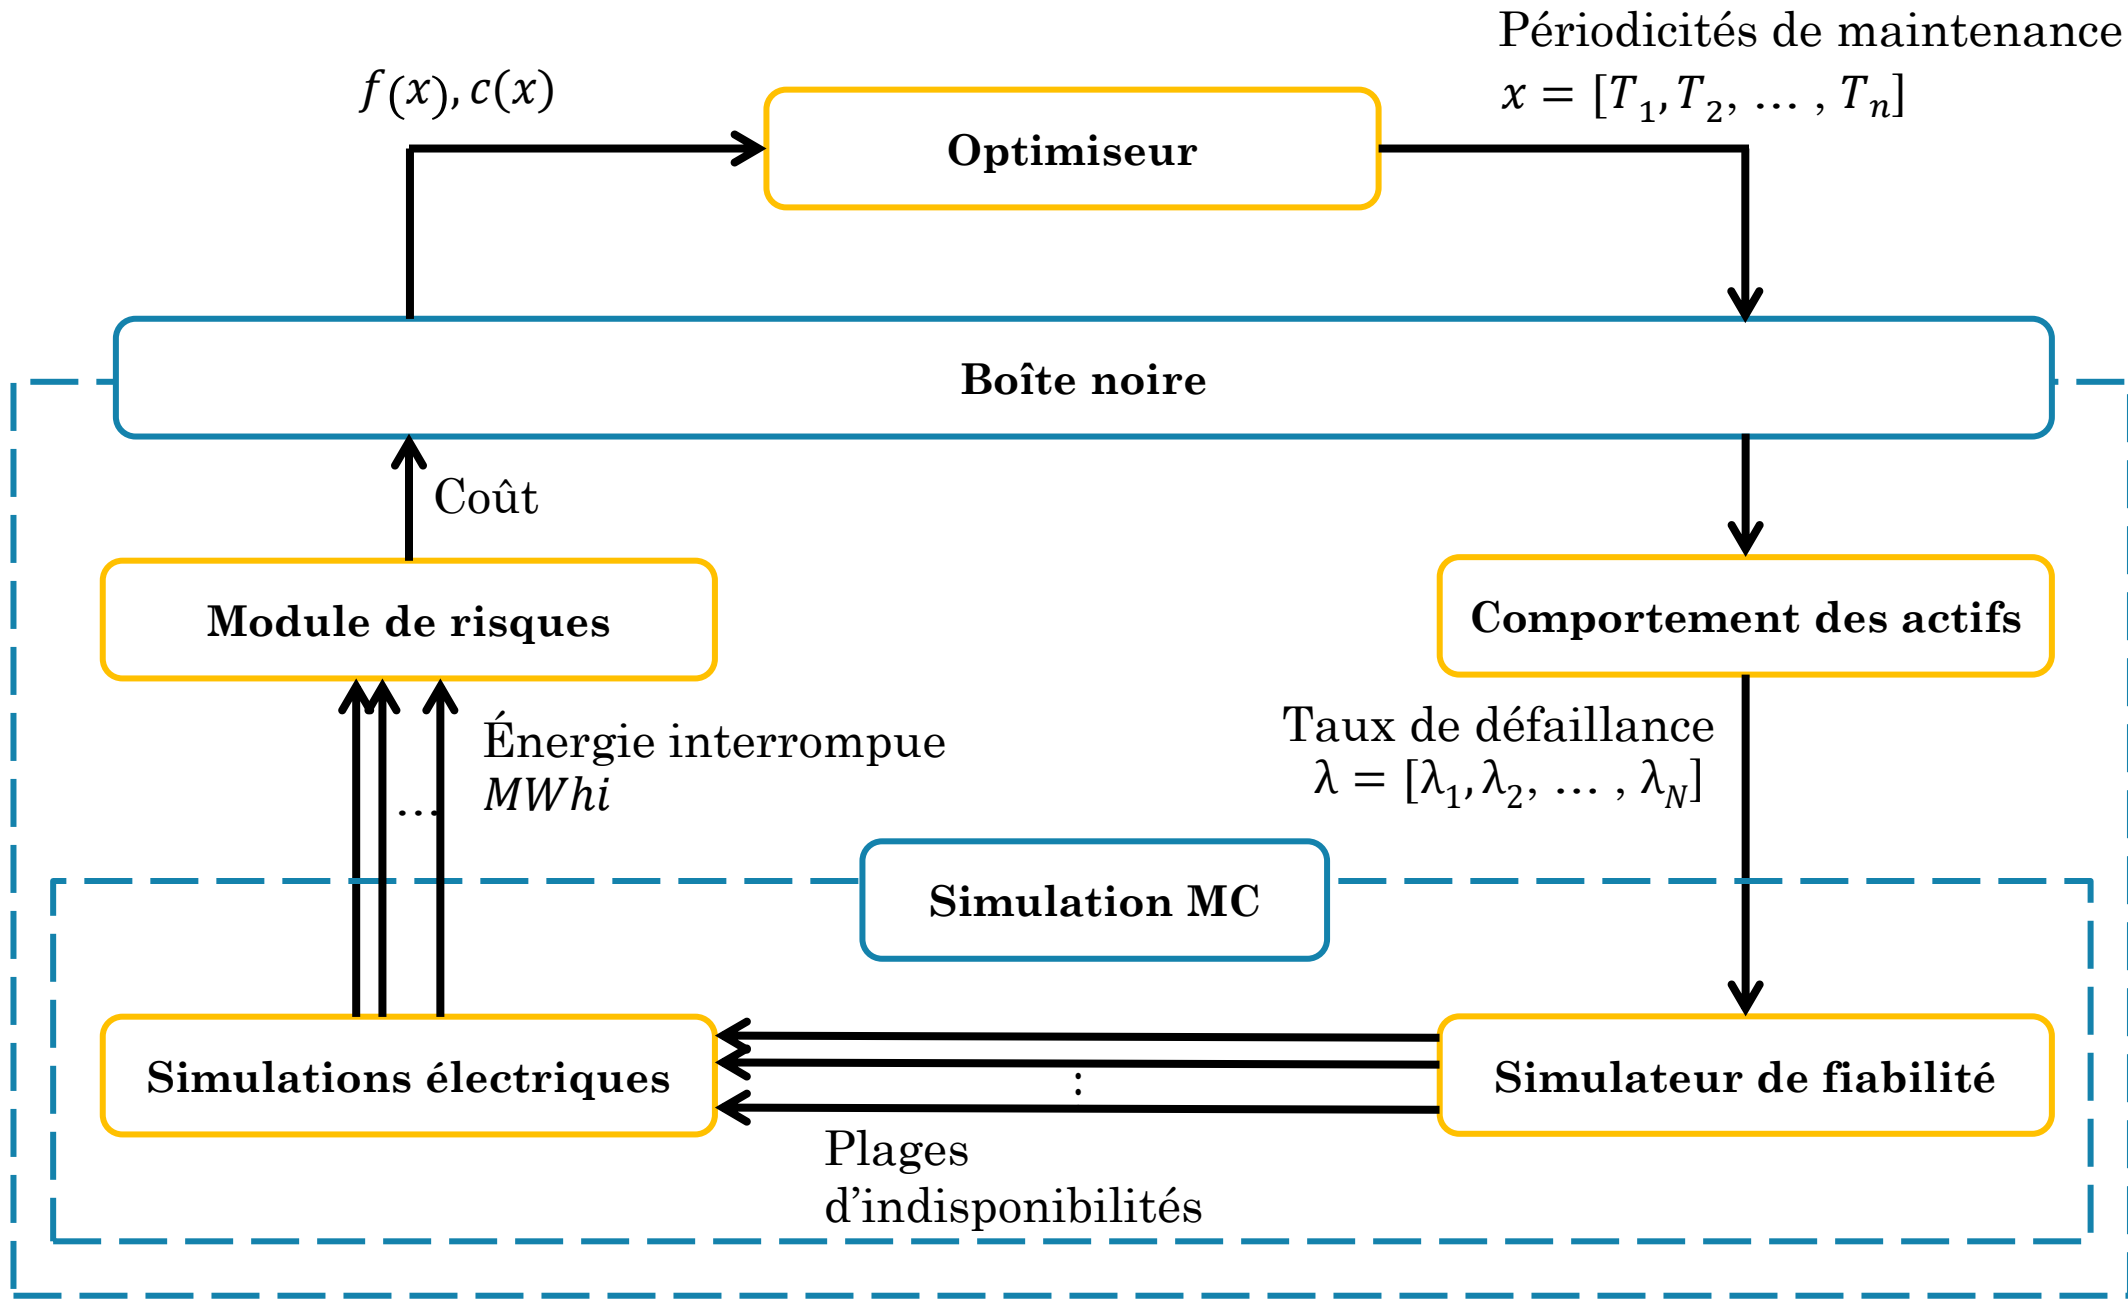 Périodicités de maintenance
x = [T₁, T₂, … , Tₙ]
f(x), c(x)
Optimiseur
Boîte noire
Coût
Module de risques
Comportement des actifs
Énergie interrompue
MWhi
…
Taux de défaillance
λ = [λ₁, λ₂, … , λ_N]
Simulation MC
Simulations électriques
:
Simulateur de fiabilité
Plages
d’indisponibilités